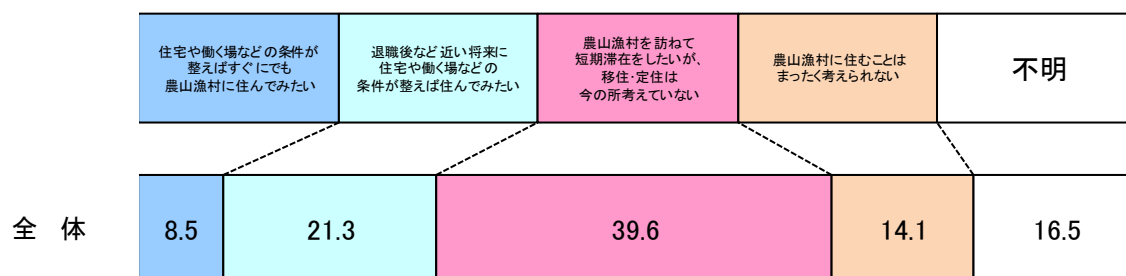 住宅や働く場などの条件が
整えばすぐにでも
農山漁村に住んでみたい
退職後など近い将来に
住宅や働く場などの
条件が整えば住んでみたい
農山漁村を訪ねて
短期滞在をしたいが、
移住･定住は
今の所考えていない
農山漁村に住むことは
まったく考えられない
不明
全 体
8.5
21.3
39.6
14.1
16.5